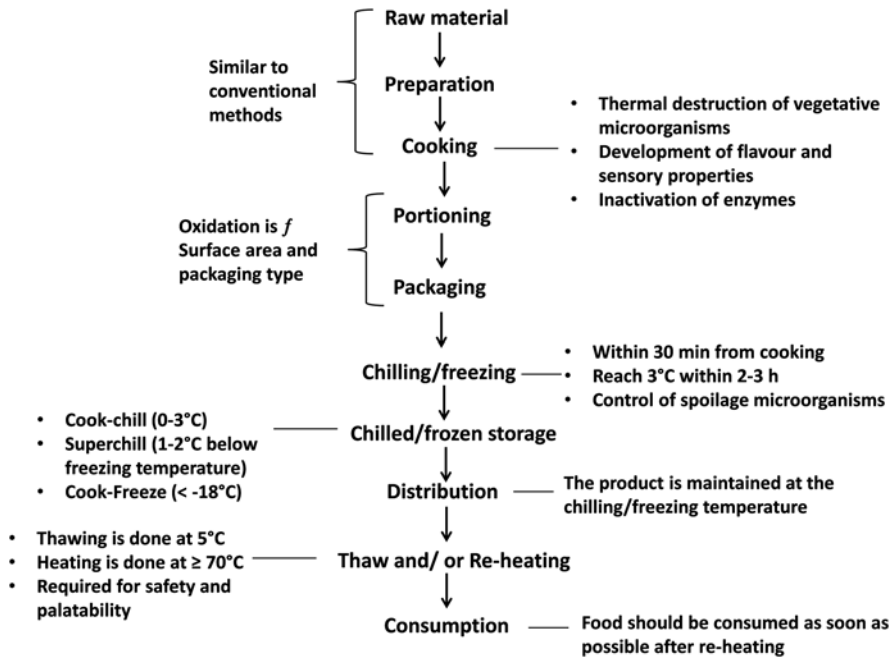 Raw material
Similar to
conventional
methods
Preparation
Cooking
• Thermal destruction of vegetative
microorganisms
• Development of flavour and
sensory properties
• Inactivation of enzymes
Portioning
Oxidation is f
Surface area and
packaging type
Packaging
Chilling/freezing
• Within 30 min from cooking
• Reach 3°C within 2-3 h
• Control of spoilage microorganisms
• Cook-chill (0-3°C)
• Superchill (1-2°C below
freezing temperature)
• Cook-Freeze (< -18°C)
Chilled/frozen storage
Distribution
The product is maintained at the
chilling/freezing temperature
• Thawing is done at 5°C
• Heating is done at ≥ 70°C
• Required for safety and
palatability
Thaw and/ or Re-heating
Consumption
Food should be consumed as soon as
possible after re-heating